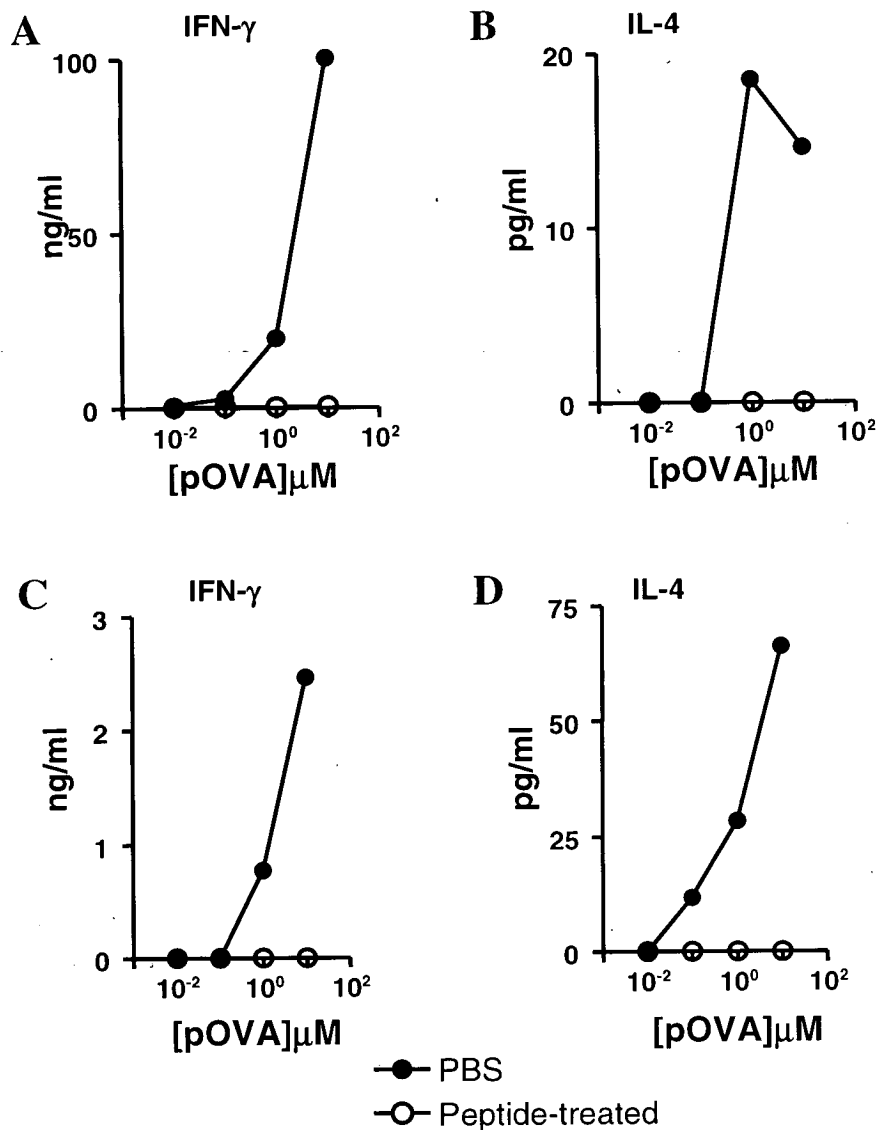 A IFN-γ
100
50
0
ng/ml
10-2 100 102
[pOVA]μM
B IL-4
20
10
0
pg/ml
10-2 100 102
[pOVA]μM
C IFN-γ
3
2
1
0
ng/ml
10-2 100 102
[pOVA]μM
D IL-4
75
50
25
0
pg/ml
10-2 100 102
[pOVA]μM
PBS
Peptide-treated